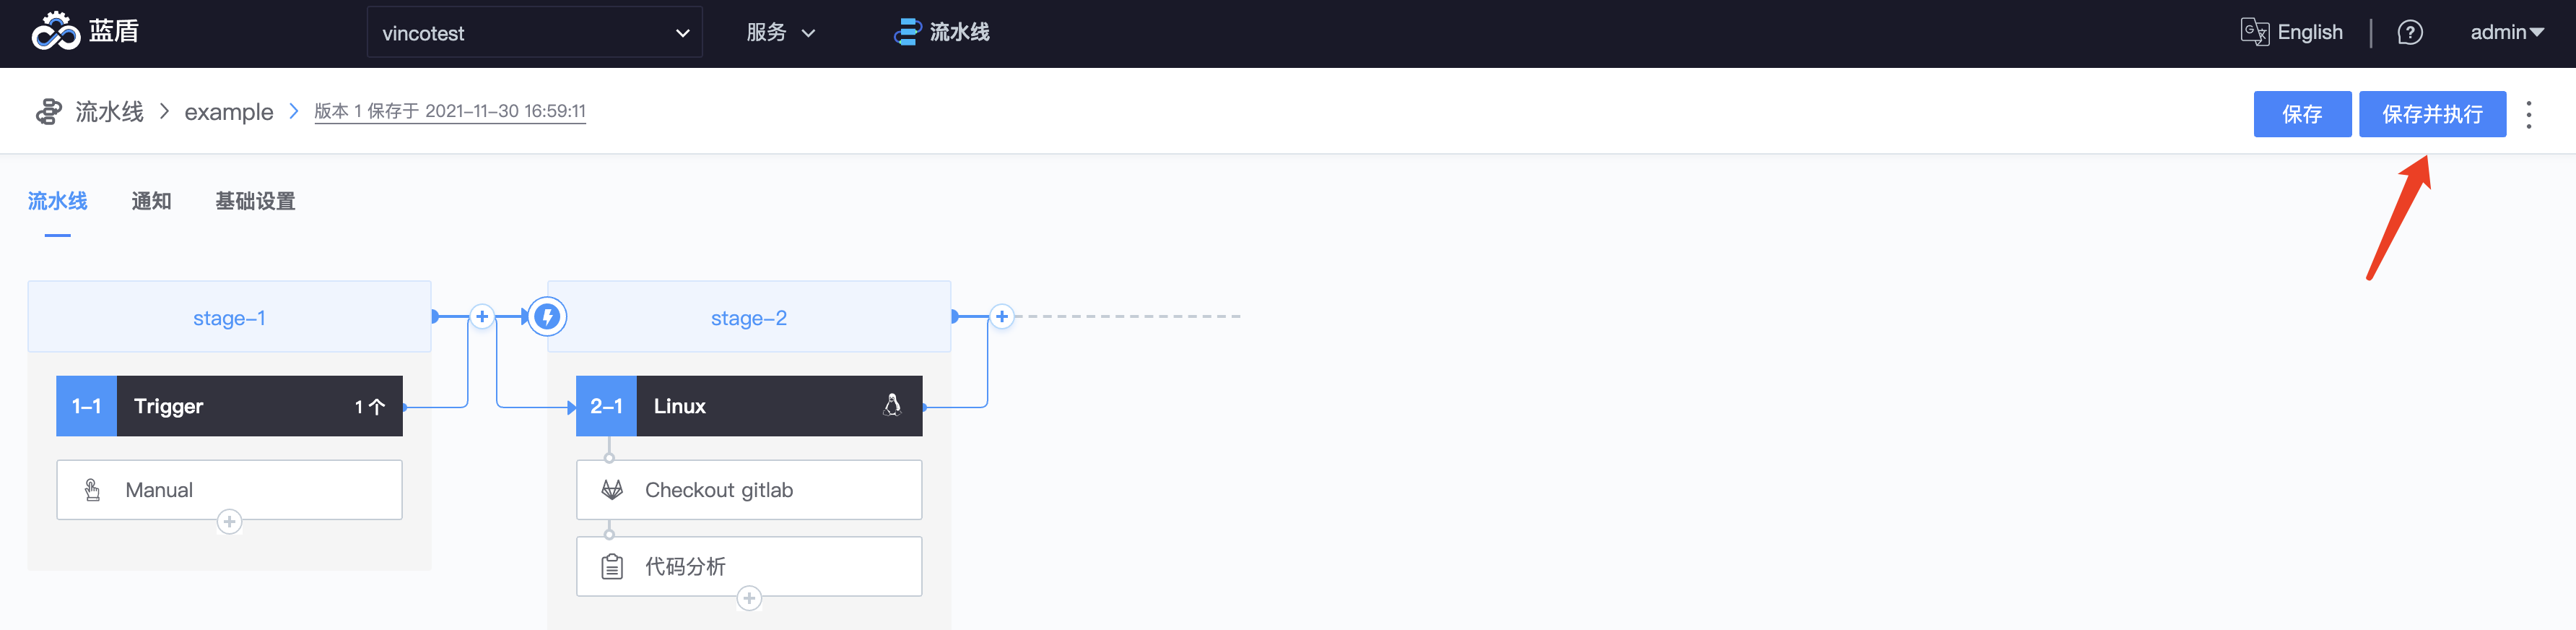 蓝盾
vincotest
服务
流水线
English
admin
流水线 > example > 版本 1 保存于 2021-11-30 16:59:11
保存
保存并执行
流水线 通知 基础设置
stage-1
1-1 Trigger 1个
Manual
stage-2
2-1 Linux
Checkout gitlab
代码分析